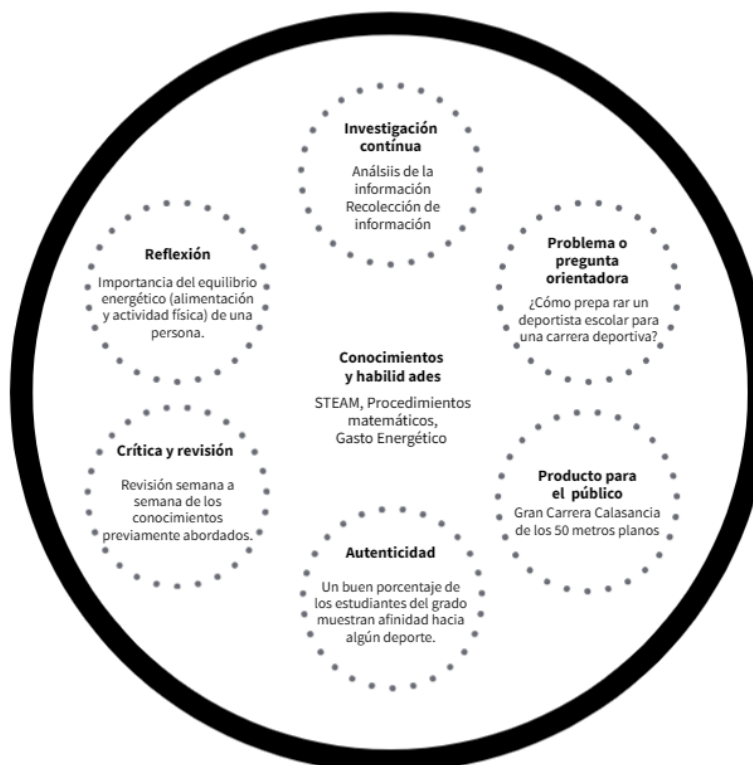 Investigación
contínua
Análsiis de la
información
Recolección de
información
Problema o
pregunta
orientadora
¿Cómo prepa rar un
deportista escolar para
una carrera deportiva?
Reflexión
Importancia del equilibrio
energético (alimentación
y actividad física) de una
persona.
Conocimientos
y habilid ades
STEAM, Procedimientos
matemáticos,
Gasto Energético
Crítica y revisión
Revisión semana a
semana de los
conocimientos
previamente abordados.
Producto para
el público
Gran Carrera Calasancia
de los 50 metros planos
Autenticidad
Un buen porcentaje de
los estudiantes del grado
muestran afinidad hacia
algún deporte.